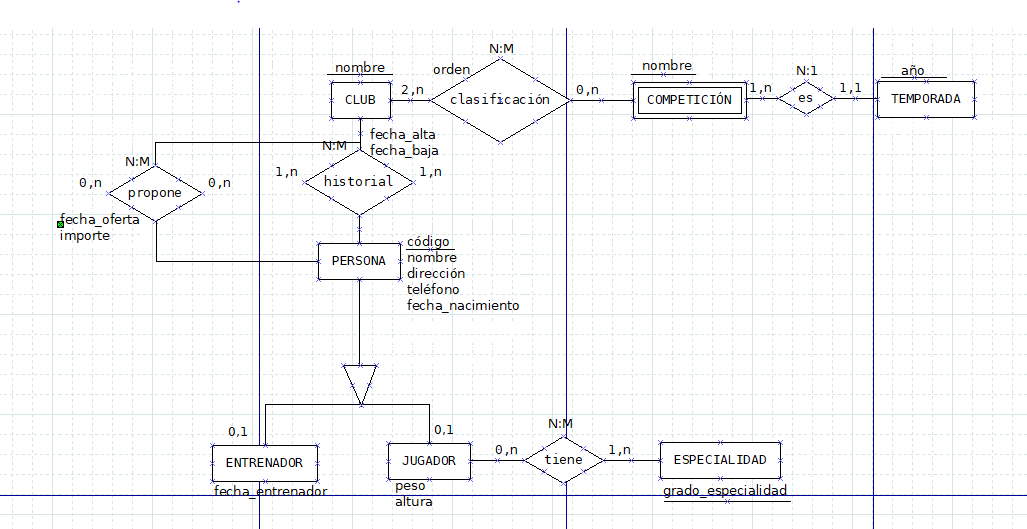 N:M
nombre
orden
nombre
N:1
año
CLUB
2,n
clasificación
0,n
COMPETICIÓN
1,n
es
1,1
TEMPORADA
fecha_alta
fecha_baja
N:M
N:M
0,n
propone
0,n
1,n
historial
1,n
fecha_oferta
importe
PERSONA
código
nombre
dirección
teléfono
fecha_nacimiento
0,1
0,1
N:M
ENTRENADOR
JUGADOR
0,n
tiene
1,n
ESPECIALIDAD
fecha_entrenador
peso
altura
grado_especialidad